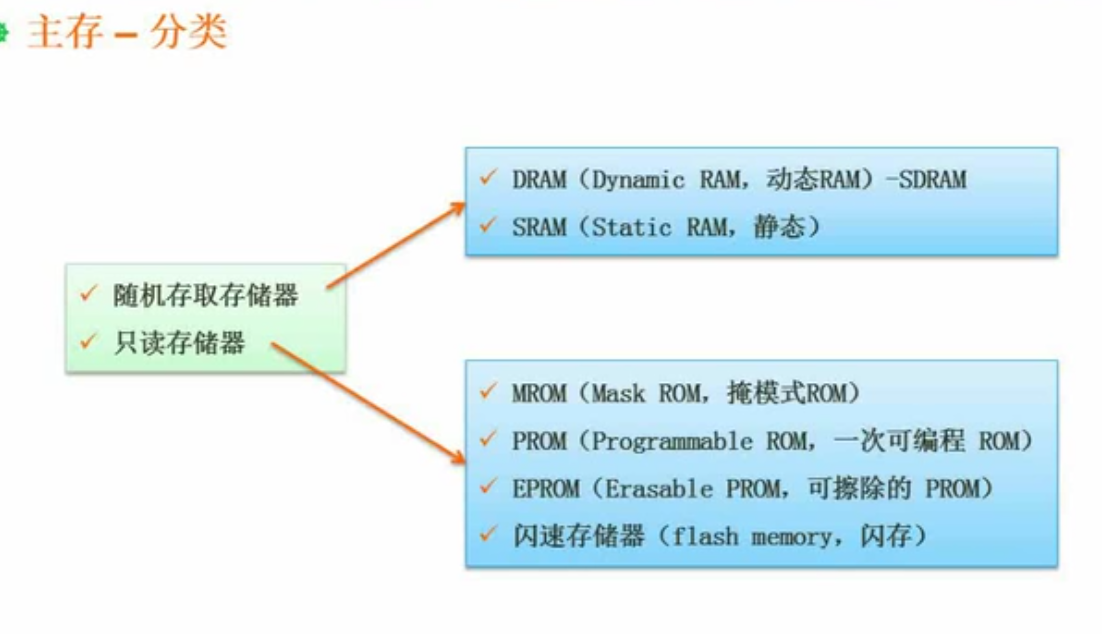 主存 – 分类
随机存取存储器
只读存储器
DRAM（Dynamic RAM，动态RAM）-SDRAM
SRAM（Static RAM，静态）
MROM（Mask ROM，掩模式ROM）
PROM（Programmable ROM，一次可编程 ROM）
EPROM（Erasable PROM，可擦除的 PROM）
闪速存储器（flash memory，闪存）